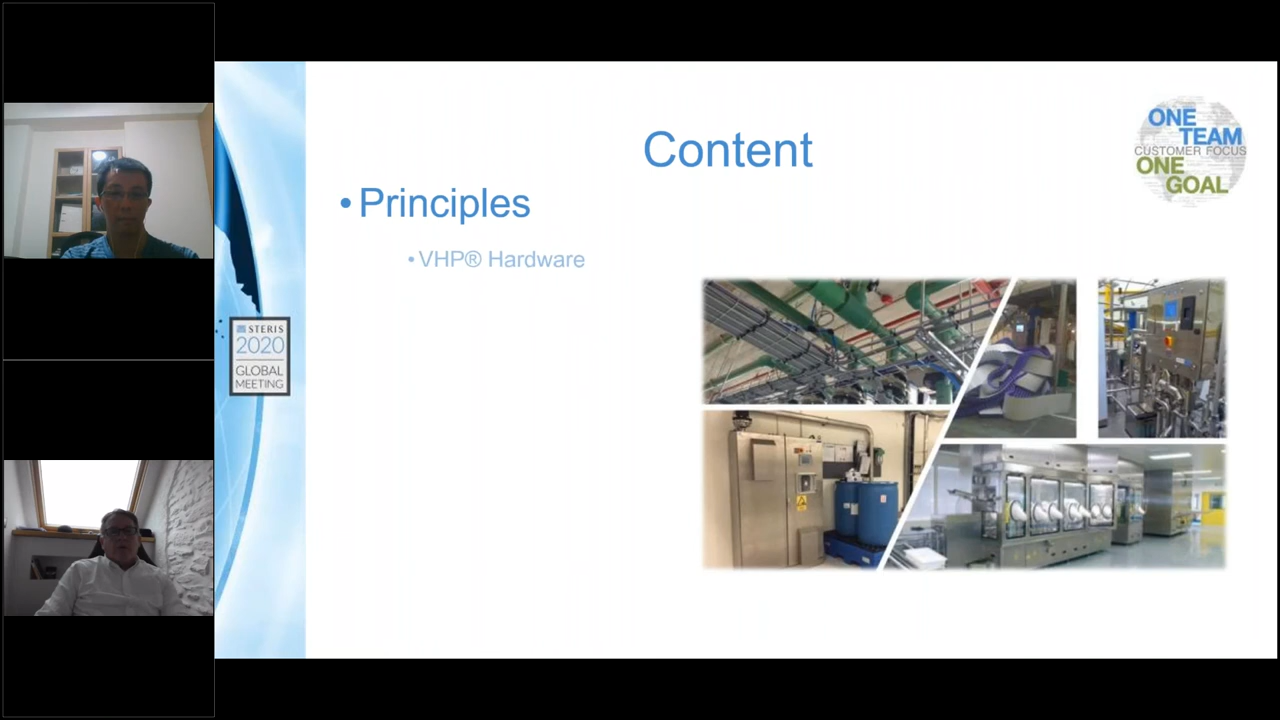 Content
ONE
TEAM
CUSTOMER FOCUS
ONE
GOAL
• Principles
• VHP® Hardware
STERIS
2020
GLOBAL
MEETING